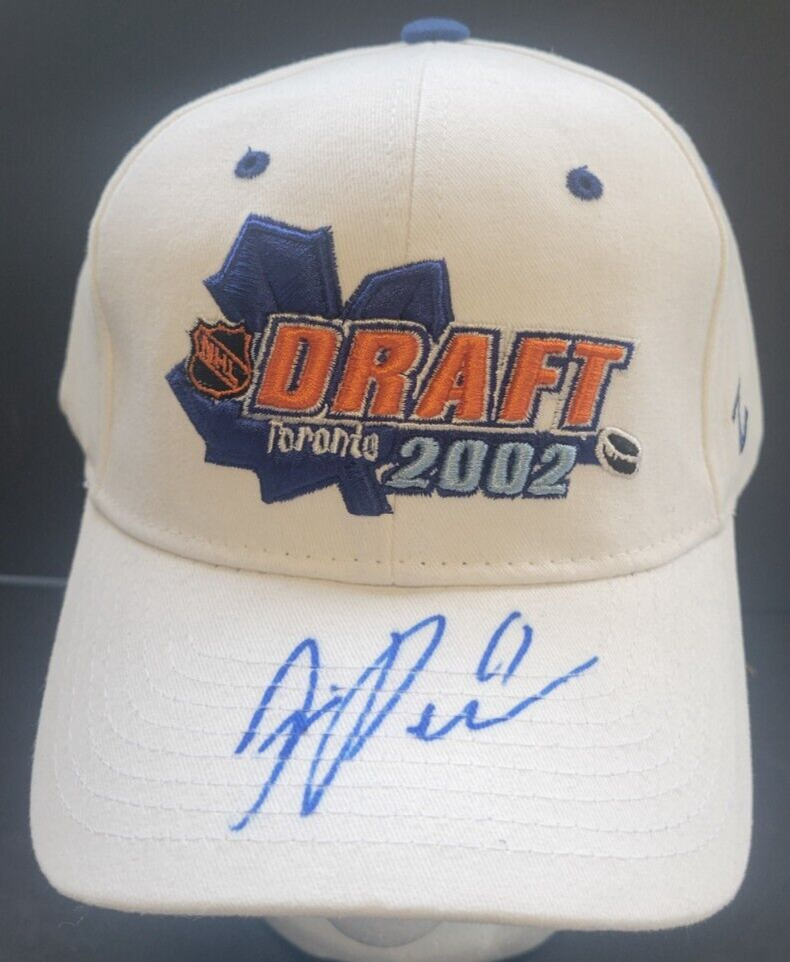 NHL
DRAFT
Toronto 2002
Z